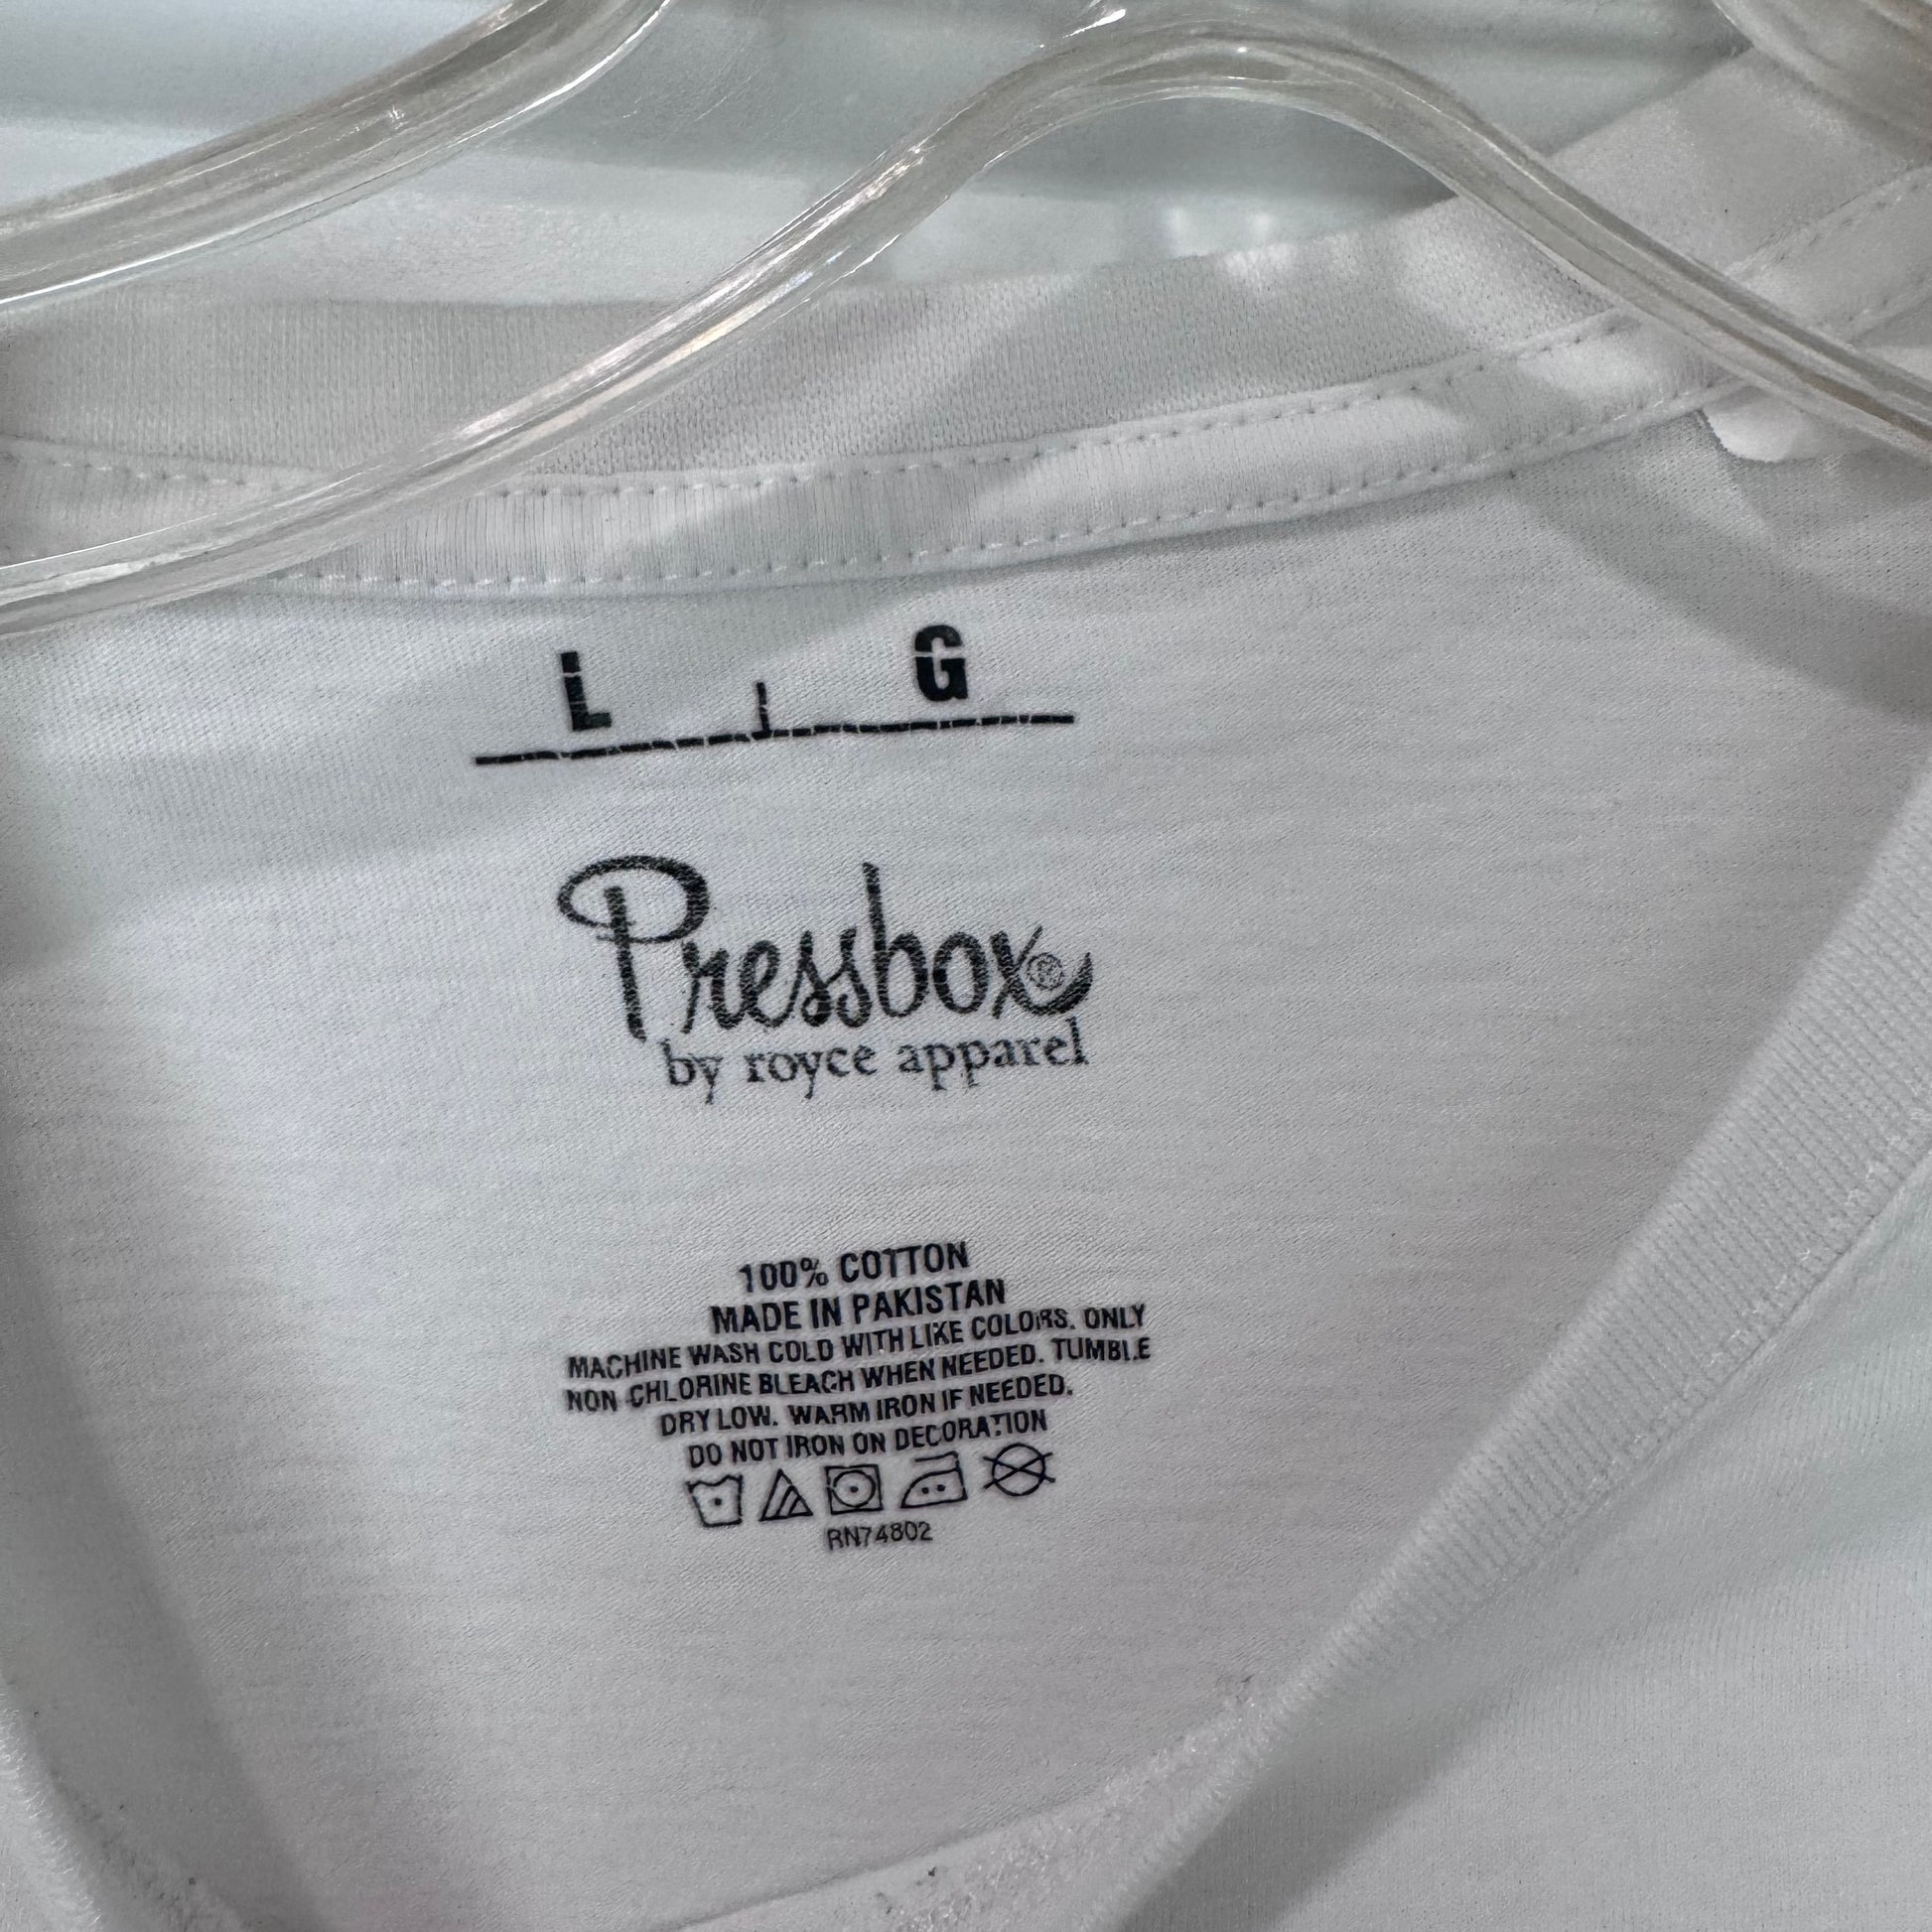 L G
Pressbox®
by royce apparel
100% COTTON
MADE IN PAKISTAN
MACHINE WASH COLD WITH LIKE COLORS. ONLY
NON-CHLORINE BLEACH WHEN NEEDED. TUMBLE
DRY LOW. WARM IRON IF NEEDED.
DO NOT IRON ON DECORATION
RN74802